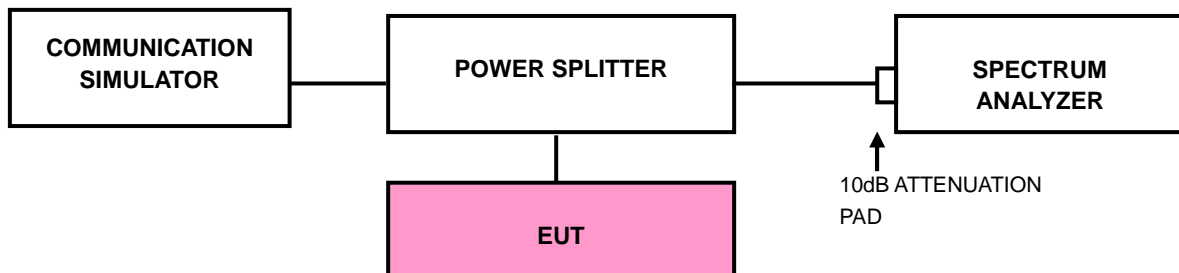 COMMUNICATION
SIMULATOR
POWER SPLITTER
SPECTRUM
ANALYZER
10dB ATTENUATION
PAD
EUT